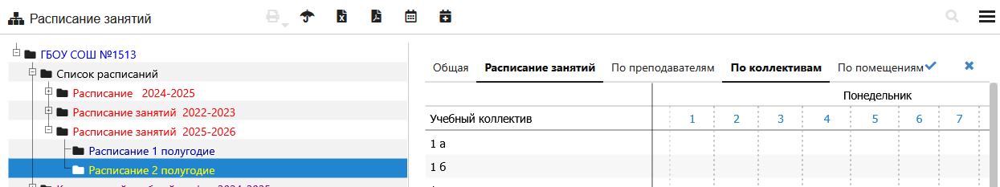 Расписание занятий
ГБОУ СОШ №1513
Список расписаний
Расписание 2024-2025
Расписание занятий 2022-2023
Расписание занятий 2025-2026
Расписание 1 полугодие
Расписание 2 полугодие
Общая Расписание занятий По преподавателям По коллективам По помещениям
Понедельник
Учебный коллектив 1 2 3 4 5 6 7
1 а
1 б